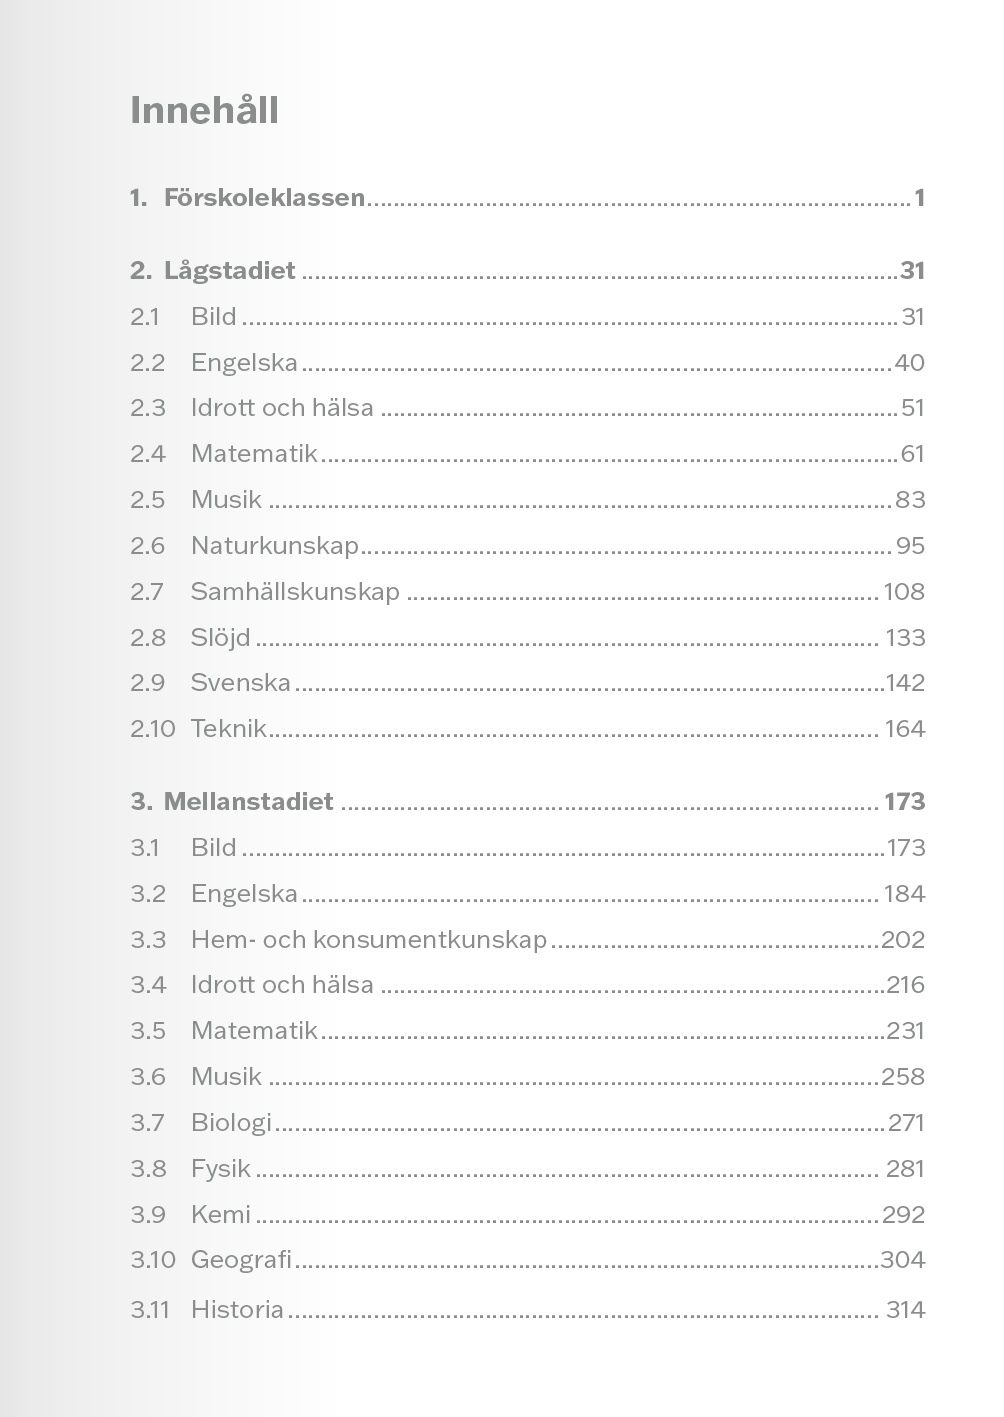 Innehåll
1. Förskoleklassen 1
2. Lågstadiet 31
2.1 Bild 31
2.2 Engelska 40
2.3 Idrott och hälsa 51
2.4 Matematik 61
2.5 Musik 83
2.6 Naturkunskap 95
2.7 Samhällskunskap 108
2.8 Slöjd 133
2.9 Svenska 142
2.10 Teknik 164
3. Mellanstadiet 173
3.1 Bild 173
3.2 Engelska 184
3.3 Hem- och konsumentkunskap 202
3.4 Idrott och hälsa 216
3.5 Matematik 231
3.6 Musik 258
3.7 Biologi 271
3.8 Fysik 281
3.9 Kemi 292
3.10 Geografi 304
3.11 Historia 314